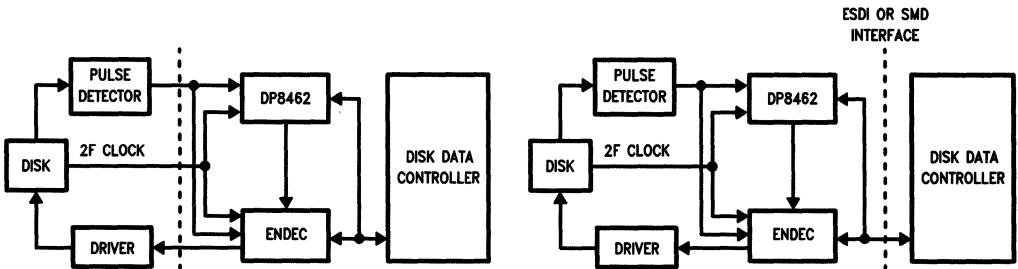 ESDI OR SMD
INTERFACE
PULSE
DETECTOR
DP8462
DISK
2F CLOCK
DISK DATA
CONTROLLER
DRIVER
ENDEC
PULSE
DETECTOR
DP8462
DISK
2F CLOCK
DISK DATA
CONTROLLER
DRIVER
ENDEC